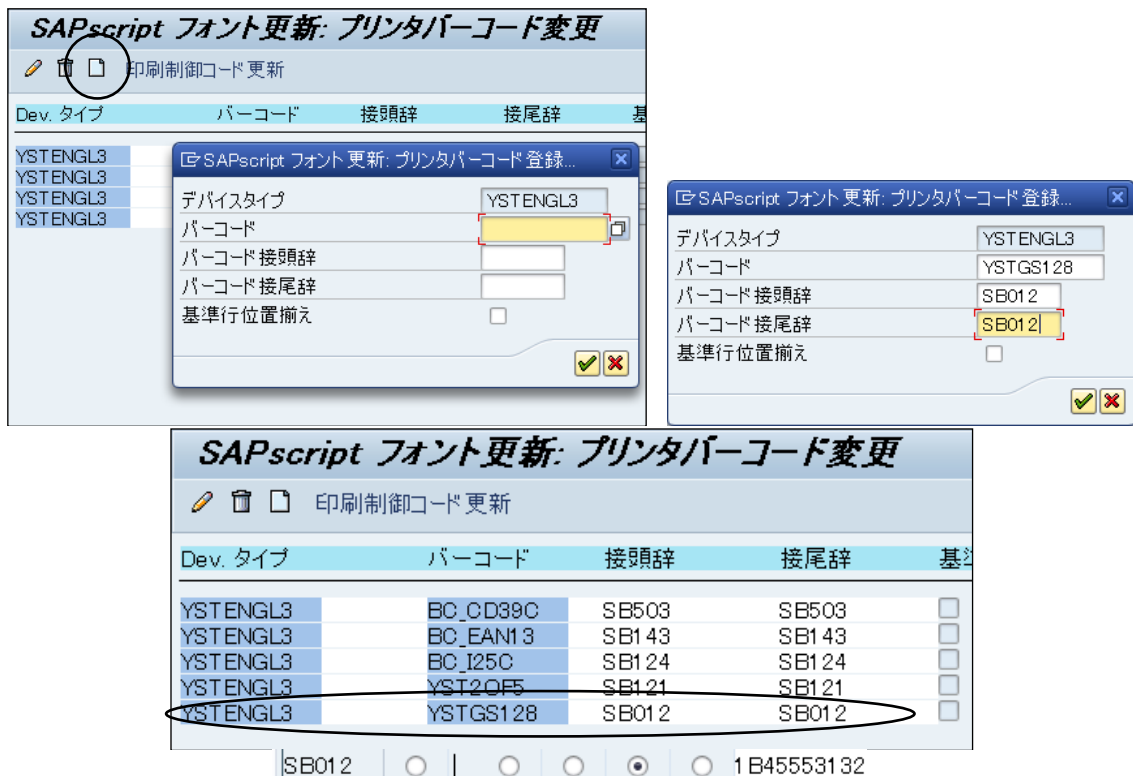 SAPscript フォント更新: プリンタバーコード変更
印刷制御コード更新
Dev. タイプ バーコード 接頭辞 接尾辞
YSTENGL3
YSTENGL3
YSTENGL3
YSTENGL3
SAPscript フォント更新: プリンタバーコード登録...
デバイスタイプ YSTENGL3
バーコード
バーコード接頭辞
バーコード接尾辞
基準行位置揃え
SAPscript フォント更新: プリンタバーコード登録...
デバイスタイプ YSTENGL3
バーコード YSTGS128
バーコード接頭辞 SB012
バーコード接尾辞 SB012
基準行位置揃え
SAPscript フォント更新: プリンタバーコード変更
印刷制御コード更新
Dev. タイプ バーコード 接頭辞 接尾辞
YSTENGL3 BC_CD39C SB503 SB503
YSTENGL3 BC_EAN13 SB143 SB143
YSTENGL3 BC_I25C SB124 SB124
YSTENGL3 YST2OF5 SB121 SB121
YSTENGL3 YSTGS128 SB012 SB012
SB012 1B45553132